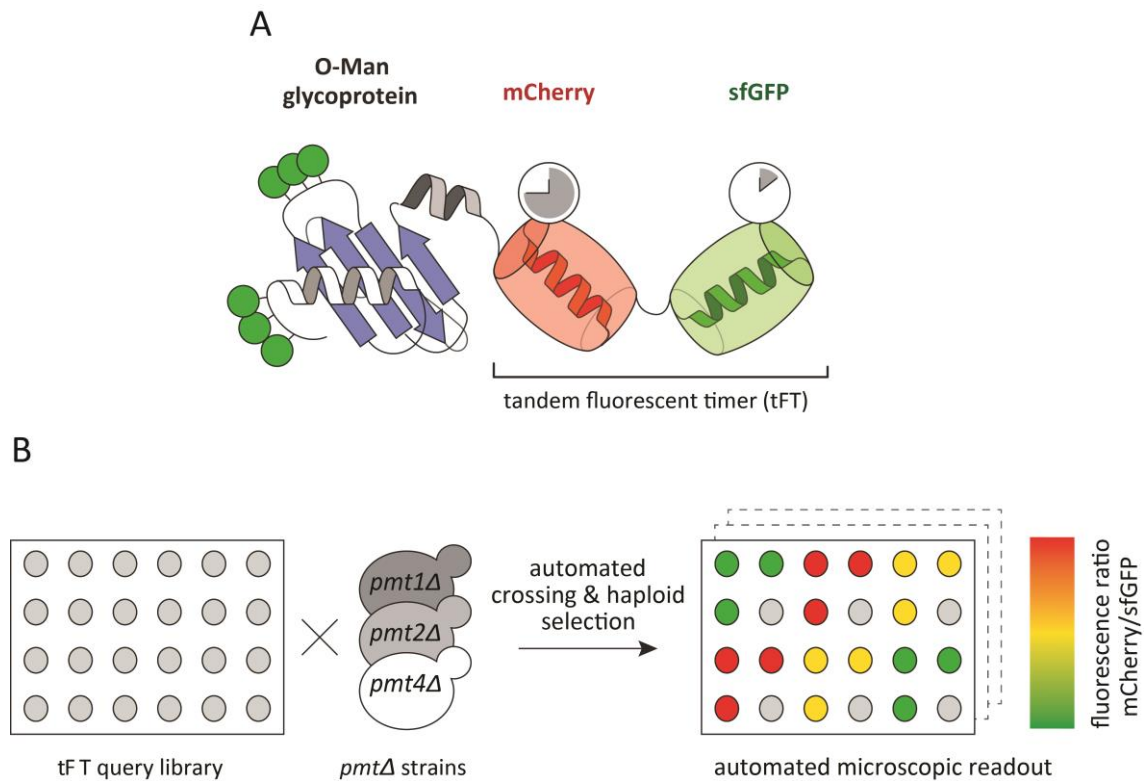 A
O-Man
glycoprotein
mCherry
sfGFP
tandem fluorescent timer (tFT)
B
pmt1Δ
pmt2Δ
pmt4Δ
automated
crossing & haploid
selection
fluorescence ratio
mCherry/sfGFP
tFT query library
pmtΔ strains
automated microscopic readout